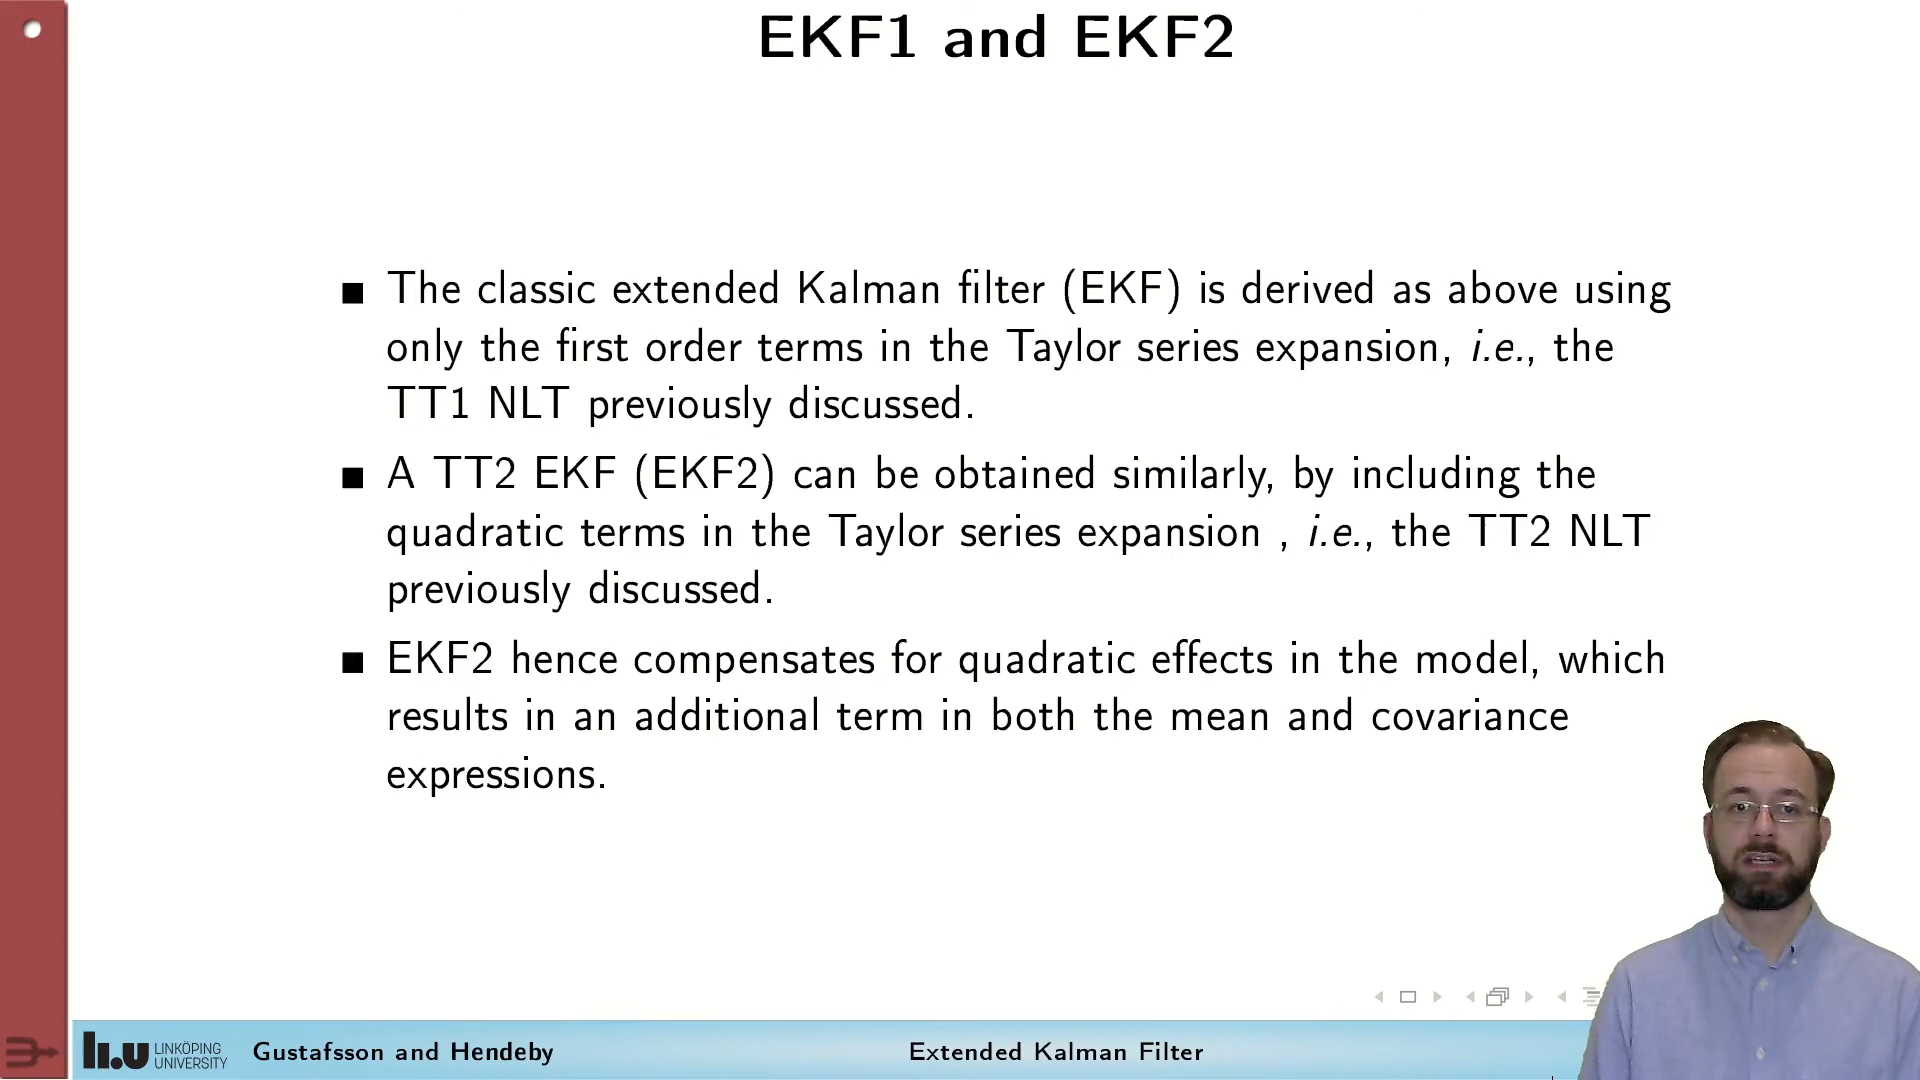 EKF1 and EKF2
■ The classic extended Kalman filter (EKF) is derived as above using
only the first order terms in the Taylor series expansion, i.e., the
TT1 NLT previously discussed.
■ A TT2 EKF (EKF2) can be obtained similarly, by including the
quadratic terms in the Taylor series expansion , i.e., the TT2 NLT
previously discussed.
■ EKF2 hence compensates for quadratic effects in the model, which
results in an additional term in both the mean and covariance
expressions.
li.u LINKÖPING
UNIVERSITY
Gustafsson and Hendeby
Extended Kalman Filter